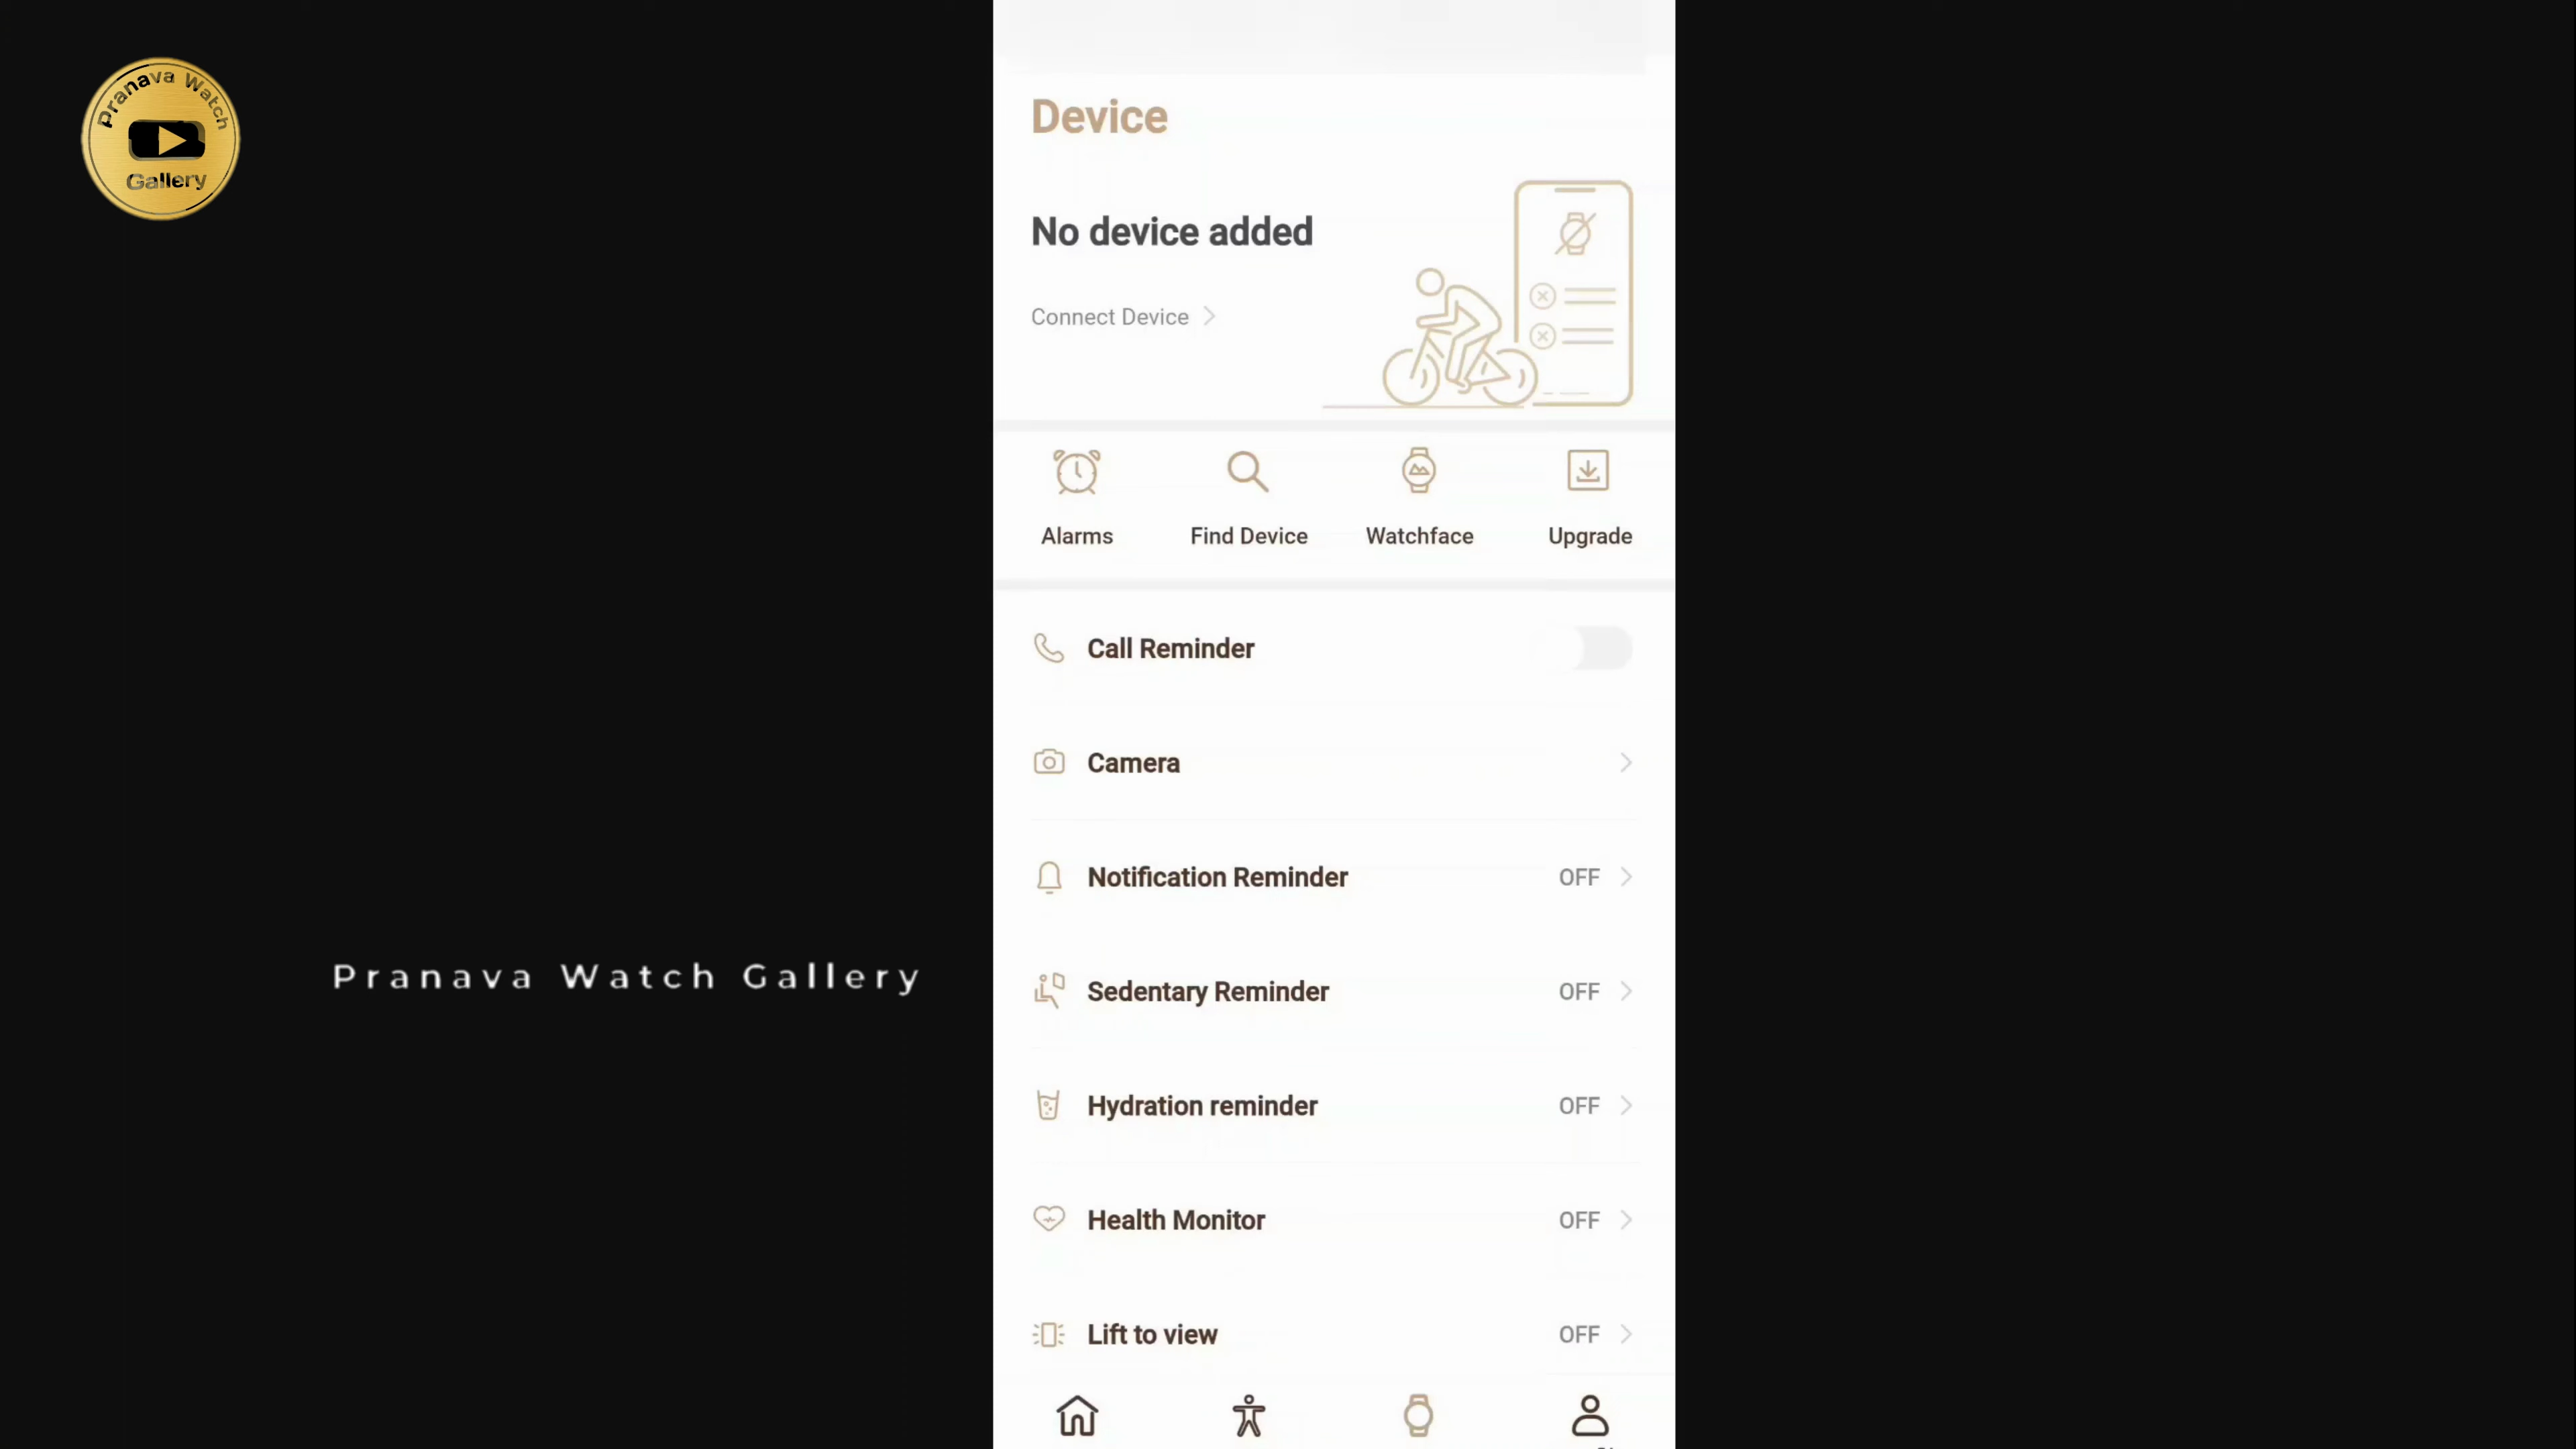 Pranava Watch
Gallery
Device
No device added
Connect Device
Alarms
Find Device
Watchface
Upgrade
Call Reminder
Camera
Notification Reminder OFF
Sedentary Reminder OFF
Pranava Watch Gallery
Hydration reminder OFF
Health Monitor OFF
Lift to view OFF